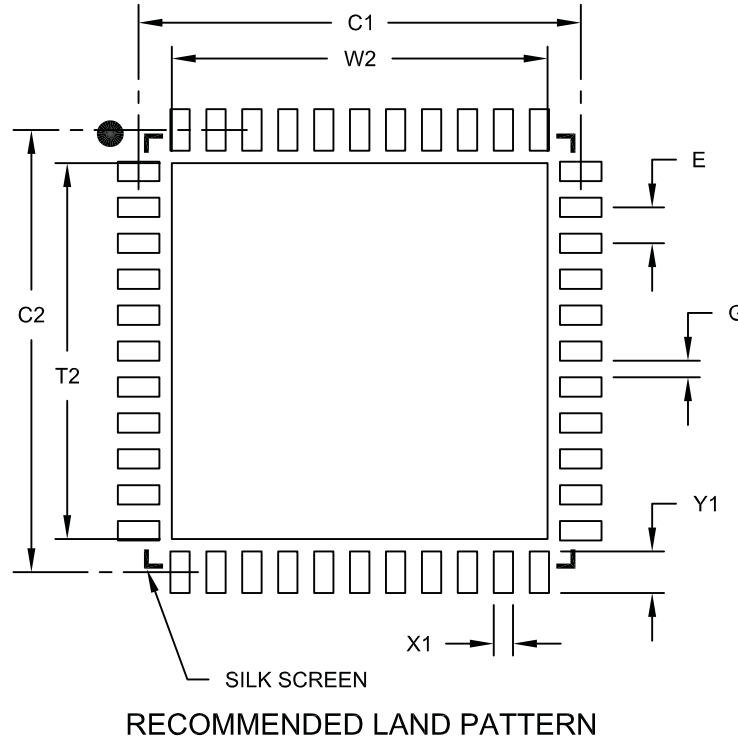 C1
W2
E
C2
G
T2
Y1
X1
SILK SCREEN
RECOMMENDED LAND PATTERN